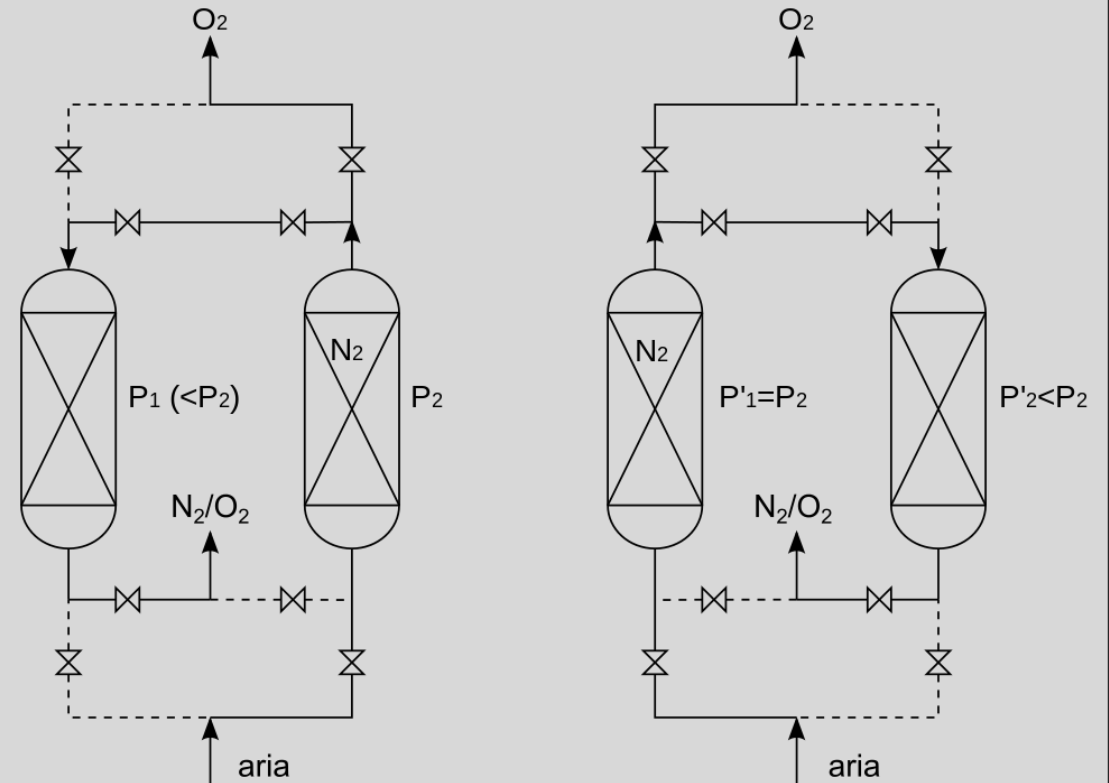 O₂
O₂
N₂
N₂
P₁ (<P₂)
P₂
P'₁=P₂
P'₂<P₂
N₂/O₂
N₂/O₂
aria
aria